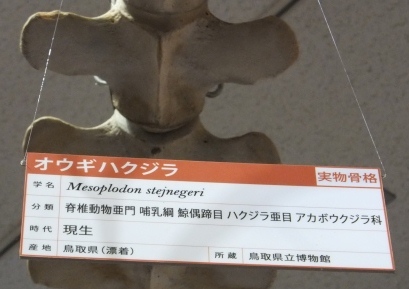 オウギハクジラ 実物骨格
学名 Mesoplodon stejnegeri
分類 脊椎動物亜門 哺乳綱 鯨偶蹄目 ハクジラ亜目 アカボウクジラ科
時代 現生
産地 鳥取県(漂着) 所蔵 鳥取県立博物館